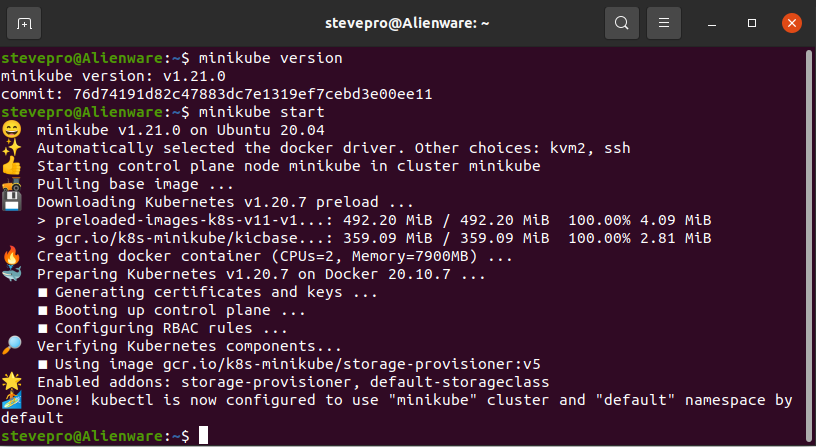 stevepro@Alienware: ~
stevepro@Alienware:~$ minikube version
minikube version: v1.21.0
commit: 76d74191d82c47883dc7e1319ef7cebd3e00ee11
stevepro@Alienware:~$ minikube start
😄  minikube v1.21.0 on Ubuntu 20.04
✨  Automatically selected the docker driver. Other choices: kvm2, ssh
👍  Starting control plane node minikube in cluster minikube
🚜  Pulling base image ...
💾  Downloading Kubernetes v1.20.7 preload ...
    > preloaded-images-k8s-v11-v1...: 492.20 MiB / 492.20 MiB  100.00% 4.09 MiB
    > gcr.io/k8s-minikube/kicbase...: 359.09 MiB / 359.09 MiB  100.00% 2.81 MiB
🔥  Creating docker container (CPUs=2, Memory=7900MB) ...
🐳  Preparing Kubernetes v1.20.7 on Docker 20.10.7 ...
    ▪ Generating certificates and keys ...
    ▪ Booting up control plane ...
    ▪ Configuring RBAC rules ...
🔎  Verifying Kubernetes components...
    ▪ Using image gcr.io/k8s-minikube/storage-provisioner:v5
🌟  Enabled addons: storage-provisioner, default-storageclass
🏄  Done! kubectl is now configured to use "minikube" cluster and "default" namespace by
default
stevepro@Alienware:~$